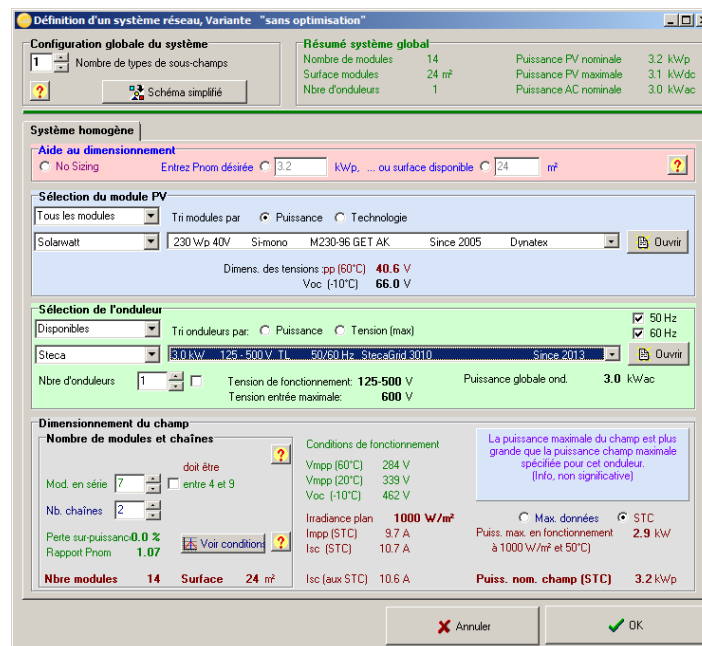 Définition d'un système réseau, Variante "sans optimisation"
Configuration globale du système
1 Nombre de types de sous-champs
? Schéma simplifié
Résumé système global
Nombre de modules 14 Puissance PV nominale 3.2 kWp
Surface modules 24 m² Puissance PV maximale 3.1 kWdc
Nbre d'onduleurs 1 Puissance AC nominale 3.0 kWac
Système homogène
Aide au dimensionnement
No Sizing Entrez Pnom désirée 3.2 kWp, ... ou surface disponible 24 m² ?
Sélection du module PV
Tous les modules Tri modules par Puissance Technologie
Solarwatt 230 Wp 40V Si-mono M230-96 GET AK Since 2005 Dynatex Ouvrir
Dimens. des tensions :pp (60°C) 40.6 V
Voc (-10°C) 66.0 V
Sélection de l'onduleur
50 Hz
Disponibles Tri onduleurs par: Puissance Tension (max) 60 Hz
Steca 3.0 kW 125 - 500 V TL 50/60 Hz StecaGrid 3010 Since 2013 Ouvrir
Nbre d'onduleurs 1 Tension de fonctionnement: 125-500 V Puissance globale ond. 3.0 kWac
Tension entrée maximale: 600 V
Dimensionnement du champ
Nombre de modules et chaînes
?
doit être
Mod. en série 7 entre 4 et 9
Nb. chaînes 2
Perte sur-puissanc 0.0 %
Rapport Pnom 1.07
Voir conditions ?
Nbre modules 14 Surface 24 m²
Conditions de fonctionnement
Vmpp (60°C) 284 V
Vmpp (20°C) 339 V
Voc (-10°C) 462 V
Irradiance plan 1000 W/m²
Impp (STC) 9.7 A
Isc (STC) 10.7 A
Isc (aux STC) 10.6 A
La puissance maximale du champ est plus
grande que la puissance champ maximale
spécifiée pour cet onduleur.
(Info, non significative)
Max. données STC
Puiss. max. en fonctionnement 2.9 kW
à 1000 W/m² et 50°C)
Puiss. nom. champ (STC) 3.2 kWp
Annuler OK